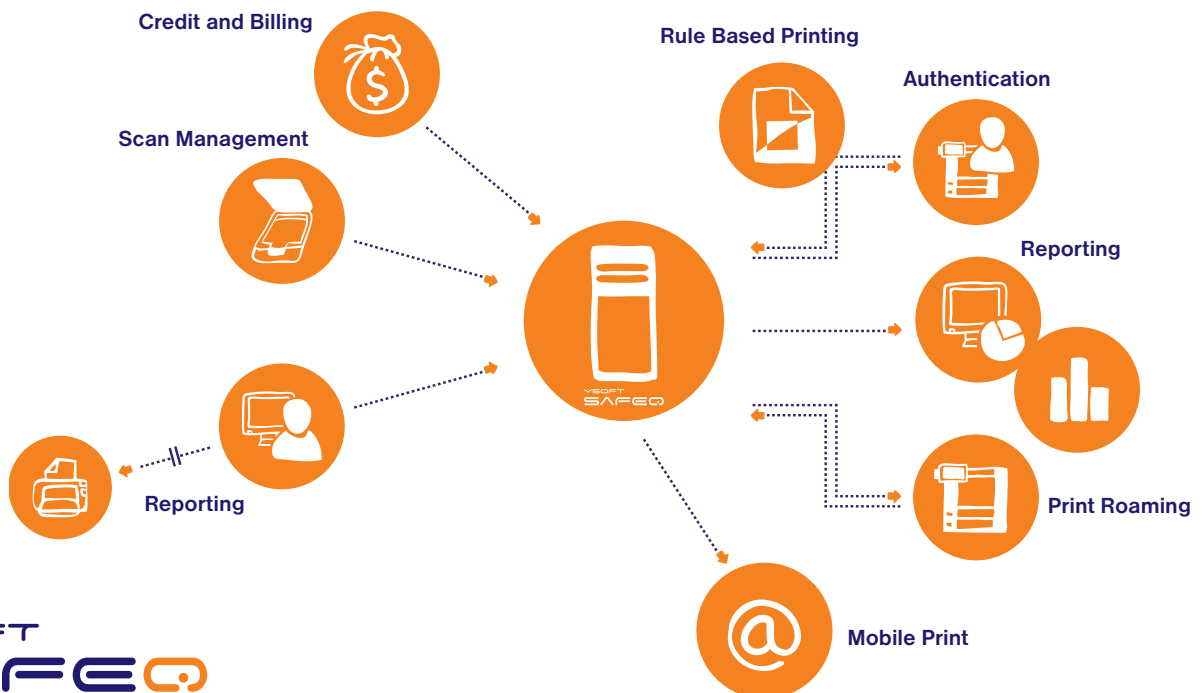 Credit and Billing
Rule Based Printing
Authentication
Scan Management
Reporting
YSOFT
SAFEQ
Reporting
Print Roaming
Mobile Print
FT
FEQ
$
@